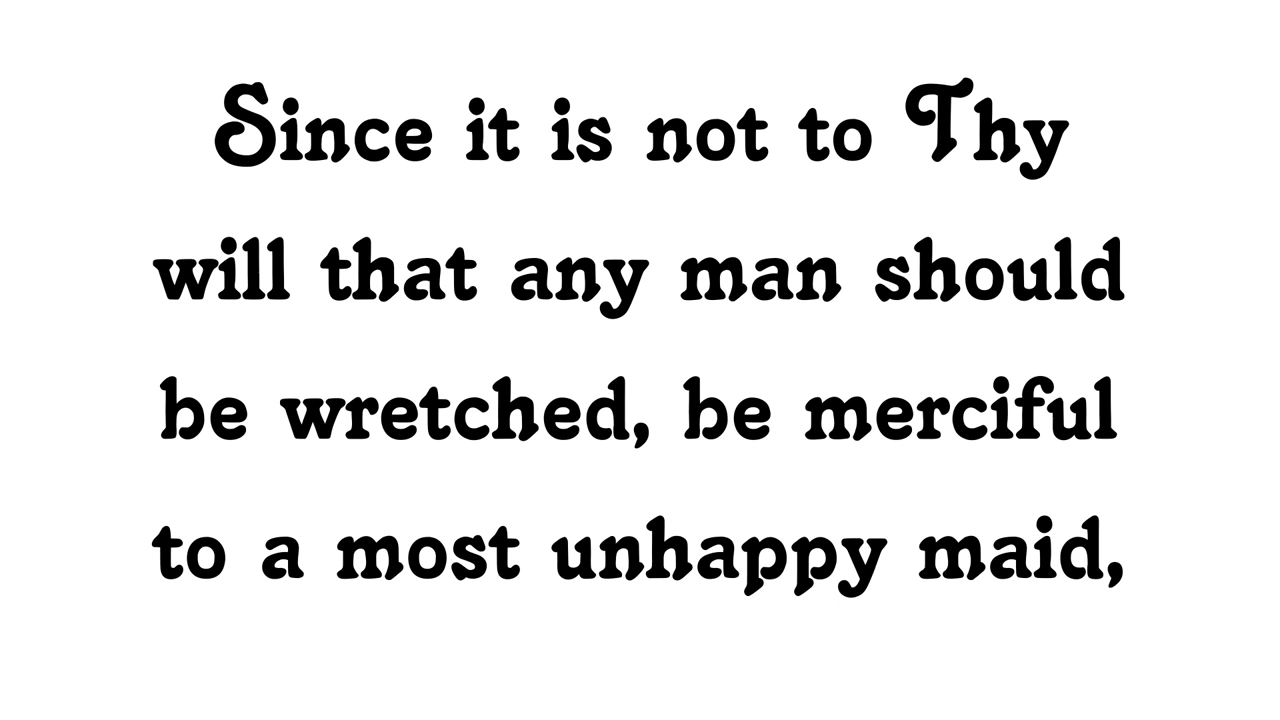 Since it is not to Thy
will that any man should
be wretched, be merciful
to a most unhappy maid,